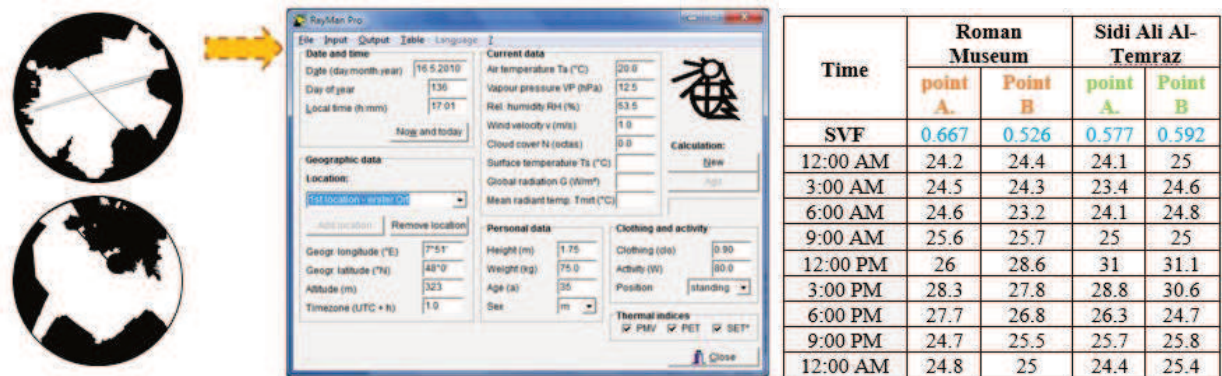 RayMan Pro
File Input Output Table Language ?
Date and time
Date (day.month.year) 16.5.2010
Day of year 136
Local time (h:mm) 17:01
Now and today
Geographic data
Location:
1st location - erster Ort
Add location Remove location
Geogr. longitude (°E) 7°51'
Geogr. latitude (°N) 48°0'
Altitude (m) 323
Timezone (UTC + h) 1.0
Current data
Air temperature Ta (°C) 20.0
Vapour pressure VP (hPa) 12.5
Rel. humidity RH (%) 53.5
Wind velocity v (m/s) 1.0
Cloud cover N (octas) 0.0
Surface temperature Ts (°C)
Global radiation G (W/m²)
Mean radiant temp. Tmrt (°C)
Calculation:
New
Personal data
Height (m) 1.75
Weight (kg) 75.0
Age (a) 35
Sex m
Clothing and activity
Clothing (clo) 0.90
Activity (W) 80.0
Position standing
Thermal indices
PMV PET SET*
Close
Time Roman Museum Sidi Ali Al-Temraz
point A. Point B point A. Point B
SVF 0.667 0.526 0.577 0.592
12:00 AM 24.2 24.4 24.1 25
3:00 AM 24.5 24.3 23.4 24.6
6:00 AM 24.6 23.2 24.1 24.8
9:00 AM 25.6 25.7 25 25
12:00 PM 26 28.6 31 31.1
3:00 PM 28.3 27.8 28.8 30.6
6:00 PM 27.7 26.8 26.3 24.7
9:00 PM 24.7 25.5 25.7 25.8
12:00 AM 24.8 25 24.4 25.4